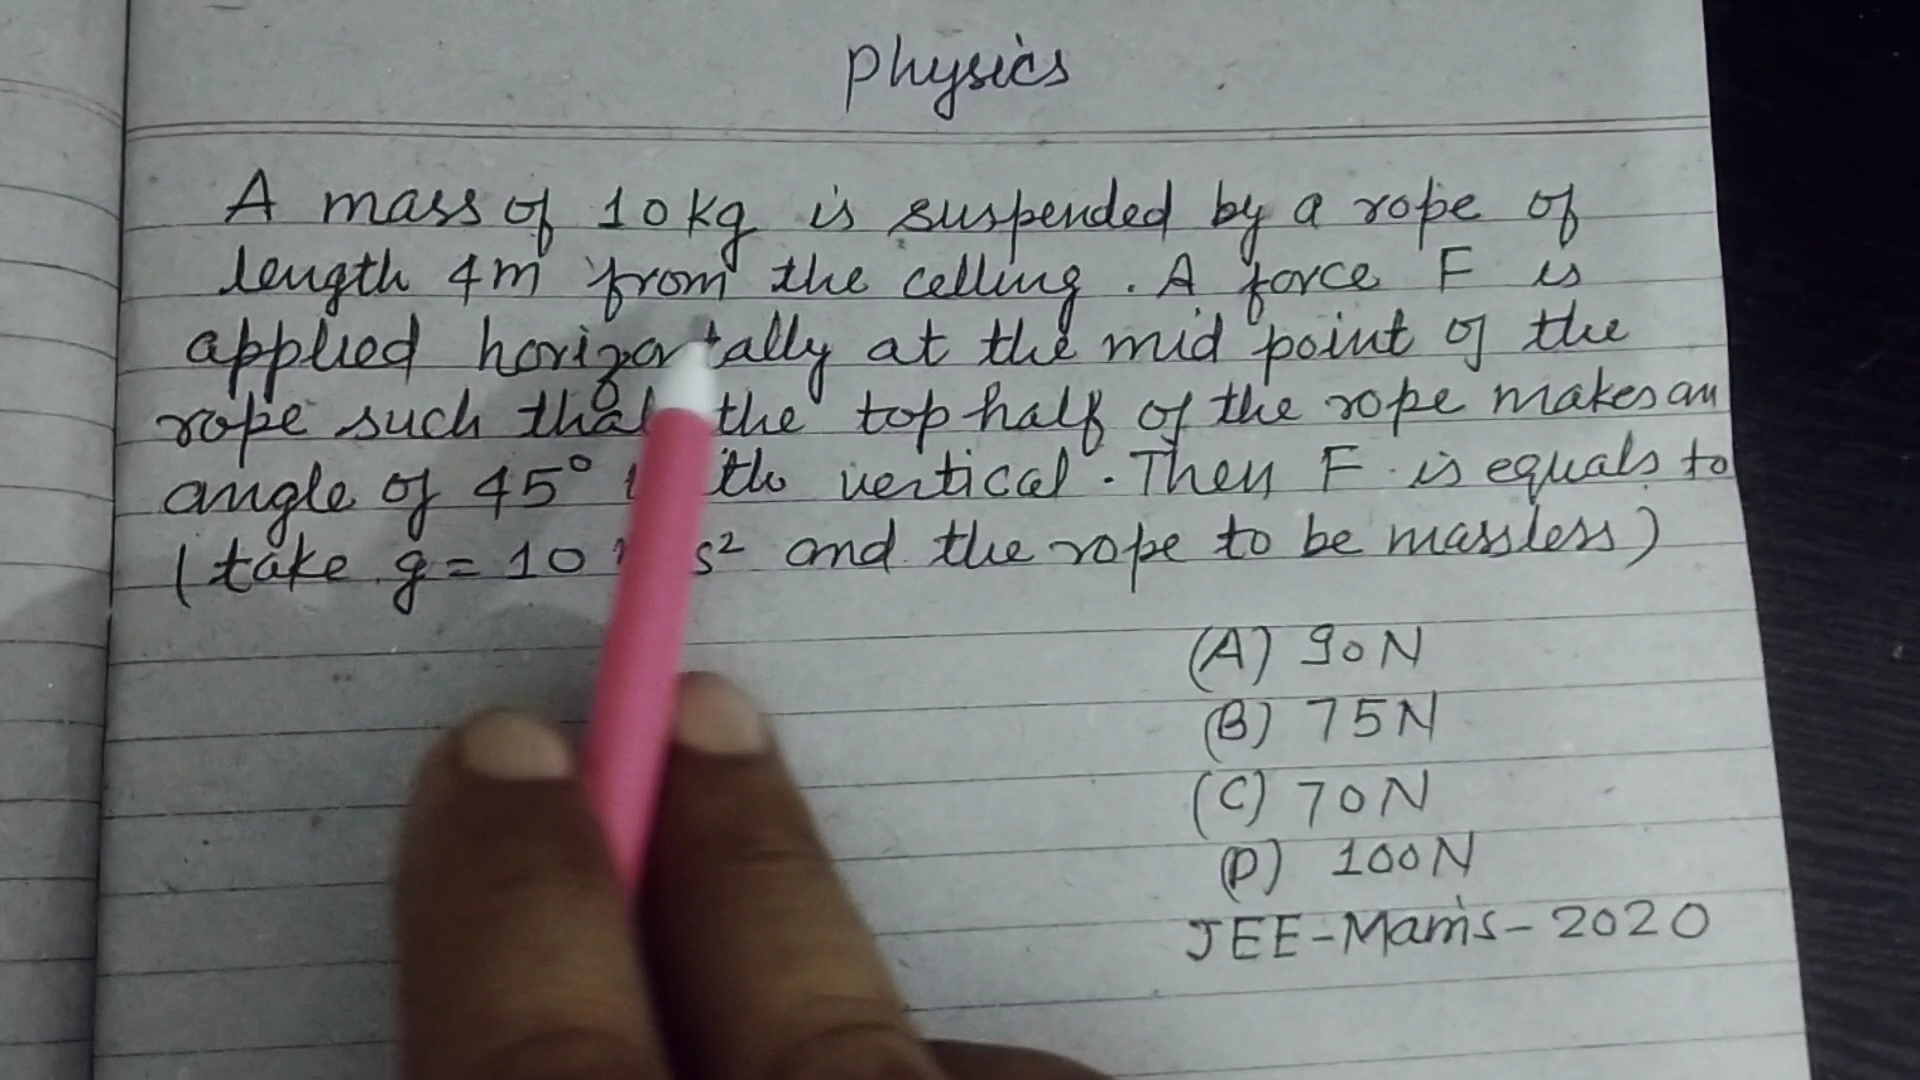 Physics
A mass of 10kg is suspended by a rope of
length 4m from the celling. A force F is
applied horizontally at the mid point of the
rope such that the top half of the rope makes an
angle of 45° vertical. Then F is equals to
(take g = 10 s² and the rope to be massless)
(A) 90N
(B) 75N
(C) 70N
(D) 100N
JEE-Mains-2020